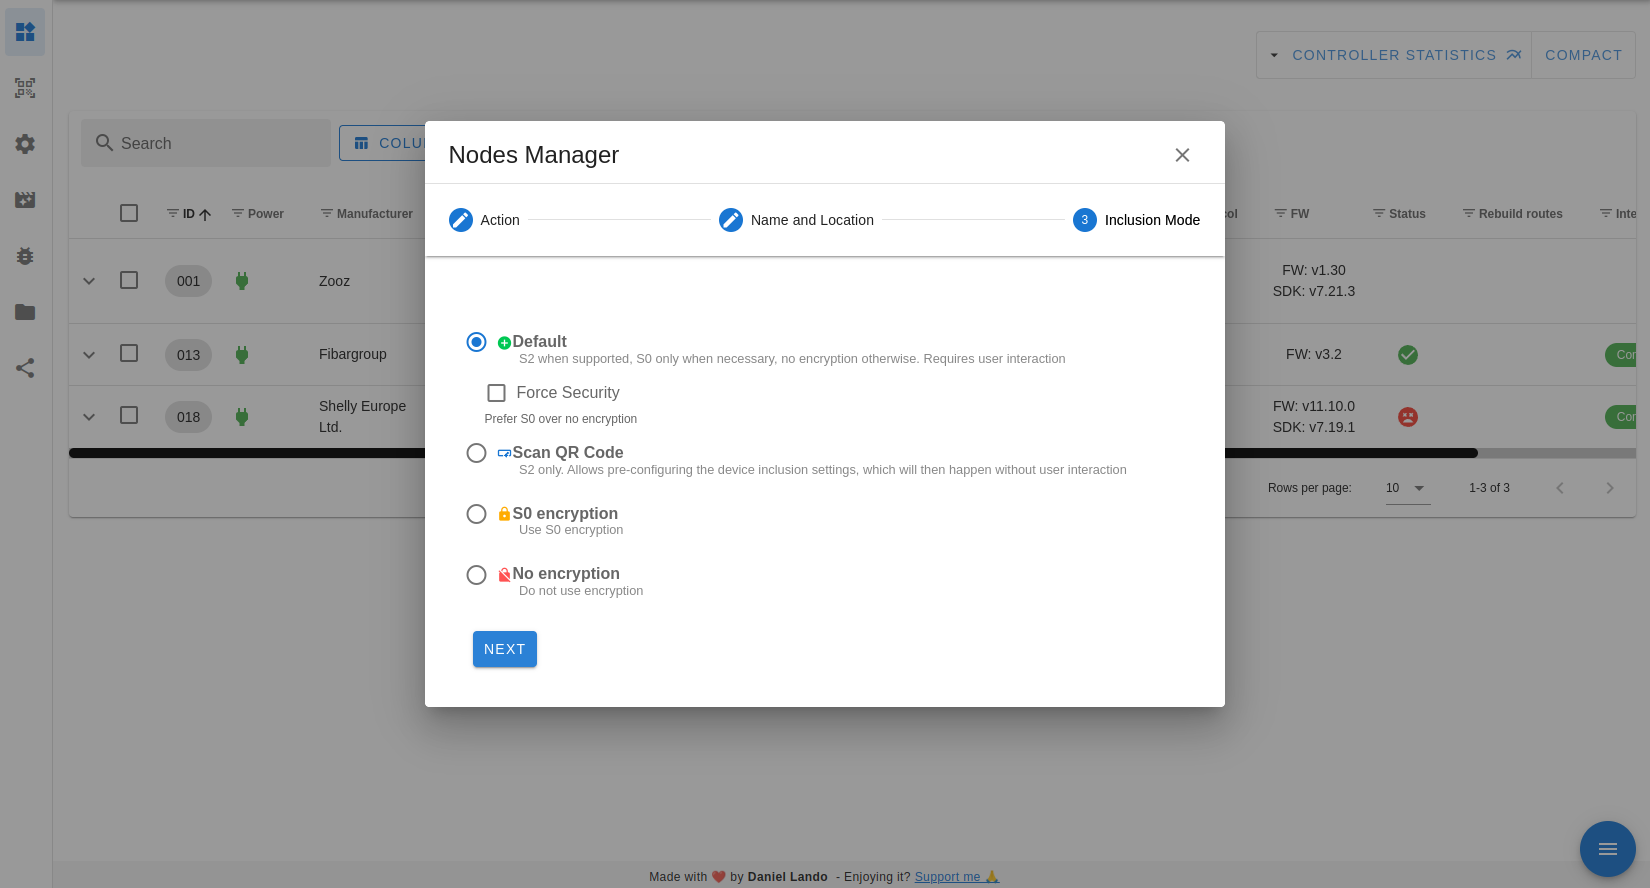 CONTROLLER STATISTICS
COMPACT
Search
Nodes Manager
Action
Name and Location
3
Inclusion Mode
ID
Power
Manufacturer
FW
Status
Rebuild routes
001
Zooz
FW: v1.30
SDK: v7.21.3
013
Fibargroup
FW: v3.2
018
Shelly Europe
Ltd.
FW: v11.10.0
SDK: v7.19.1
Default
S2 when supported, S0 only when necessary, no encryption otherwise. Requires user interaction
Force Security
Prefer S0 over no encryption
Scan QR Code
S2 only. Allows pre-configuring the device inclusion settings, which will then happen without user interaction
S0 encryption
Use S0 encryption
No encryption
Do not use encryption
NEXT
Rows per page:
10
1-3 of 3
Made with ❤️ by Daniel Lando - Enjoying it? Support me 🙏